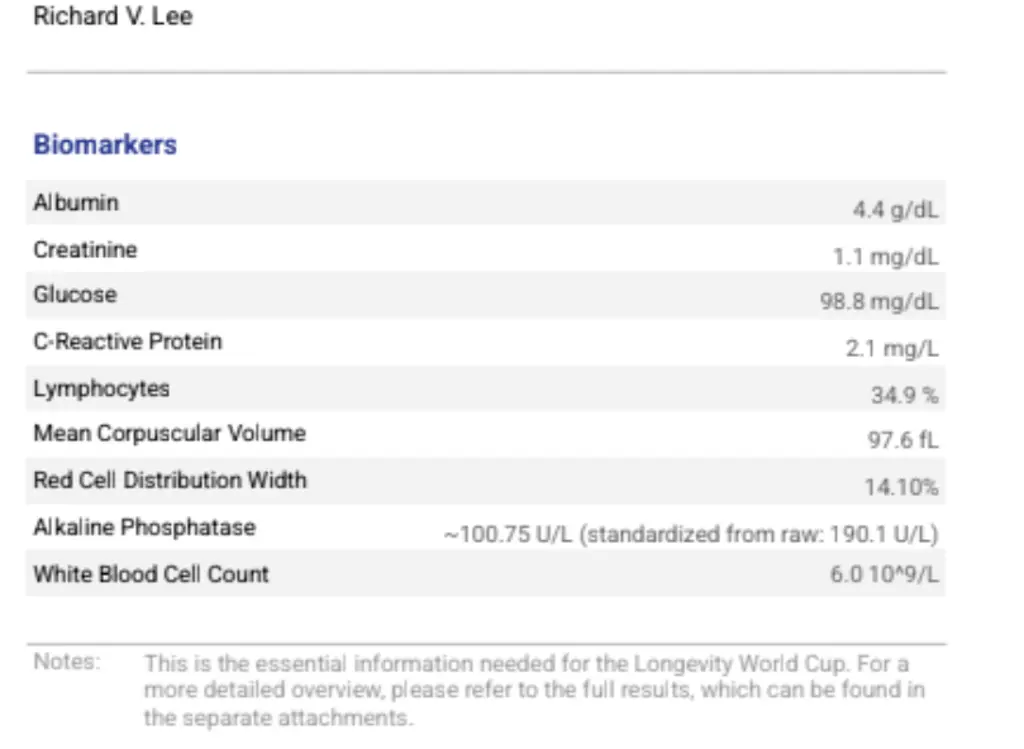 Richard V. Lee
Biomarkers
Albumin 4.4 g/dL
Creatinine 1.1 mg/dL
Glucose 98.8 mg/dL
C-Reactive Protein 2.1 mg/L
Lymphocytes 34.9 %
Mean Corpuscular Volume 97.6 fL
Red Cell Distribution Width 14.10%
Alkaline Phosphatase ~100.75 U/L (standardized from raw: 190.1 U/L)
White Blood Cell Count 6.0 10^9/L
Notes: This is the essential information needed for the Longevity World Cup. For a
more detailed overview, please refer to the full results, which can be found in
the separate attachments.